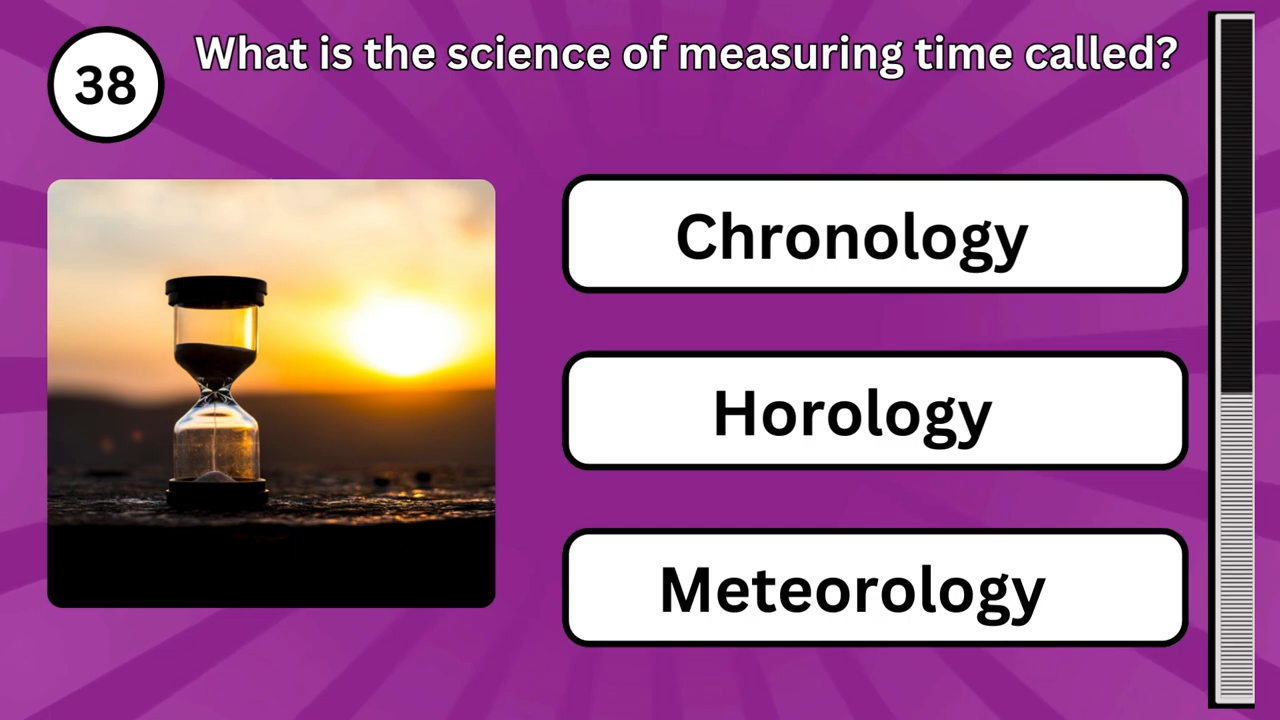 38
What is the science of measuring time called?
Chronology
Horology
Meteorology